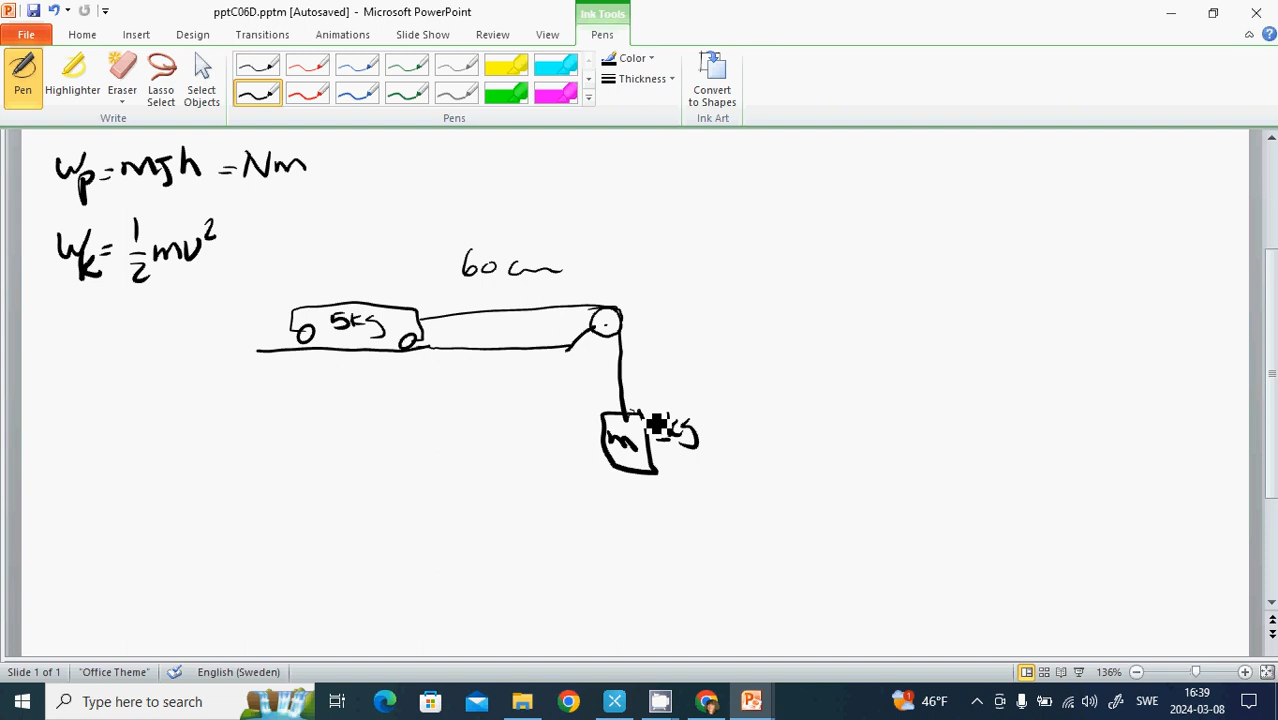 pptC06D.pptm [Autosaved] - Microsoft PowerPoint
Ink Tools
File Home Insert Design Transitions Animations Slide Show Review View Pens
Pen
Highlighter
Eraser
Lasso Select
Select Objects
Color
Thickness
Convert to Shapes
Write
Pens
Ink Art
Wp = mgh = Nm
Wk = 1/2 mv²
60 cm
5kg
m
kg
Slide 1 of 1
"Office Theme"
English (Sweden)
136%
Type here to search
46°F
SWE
16:39
2024-03-08